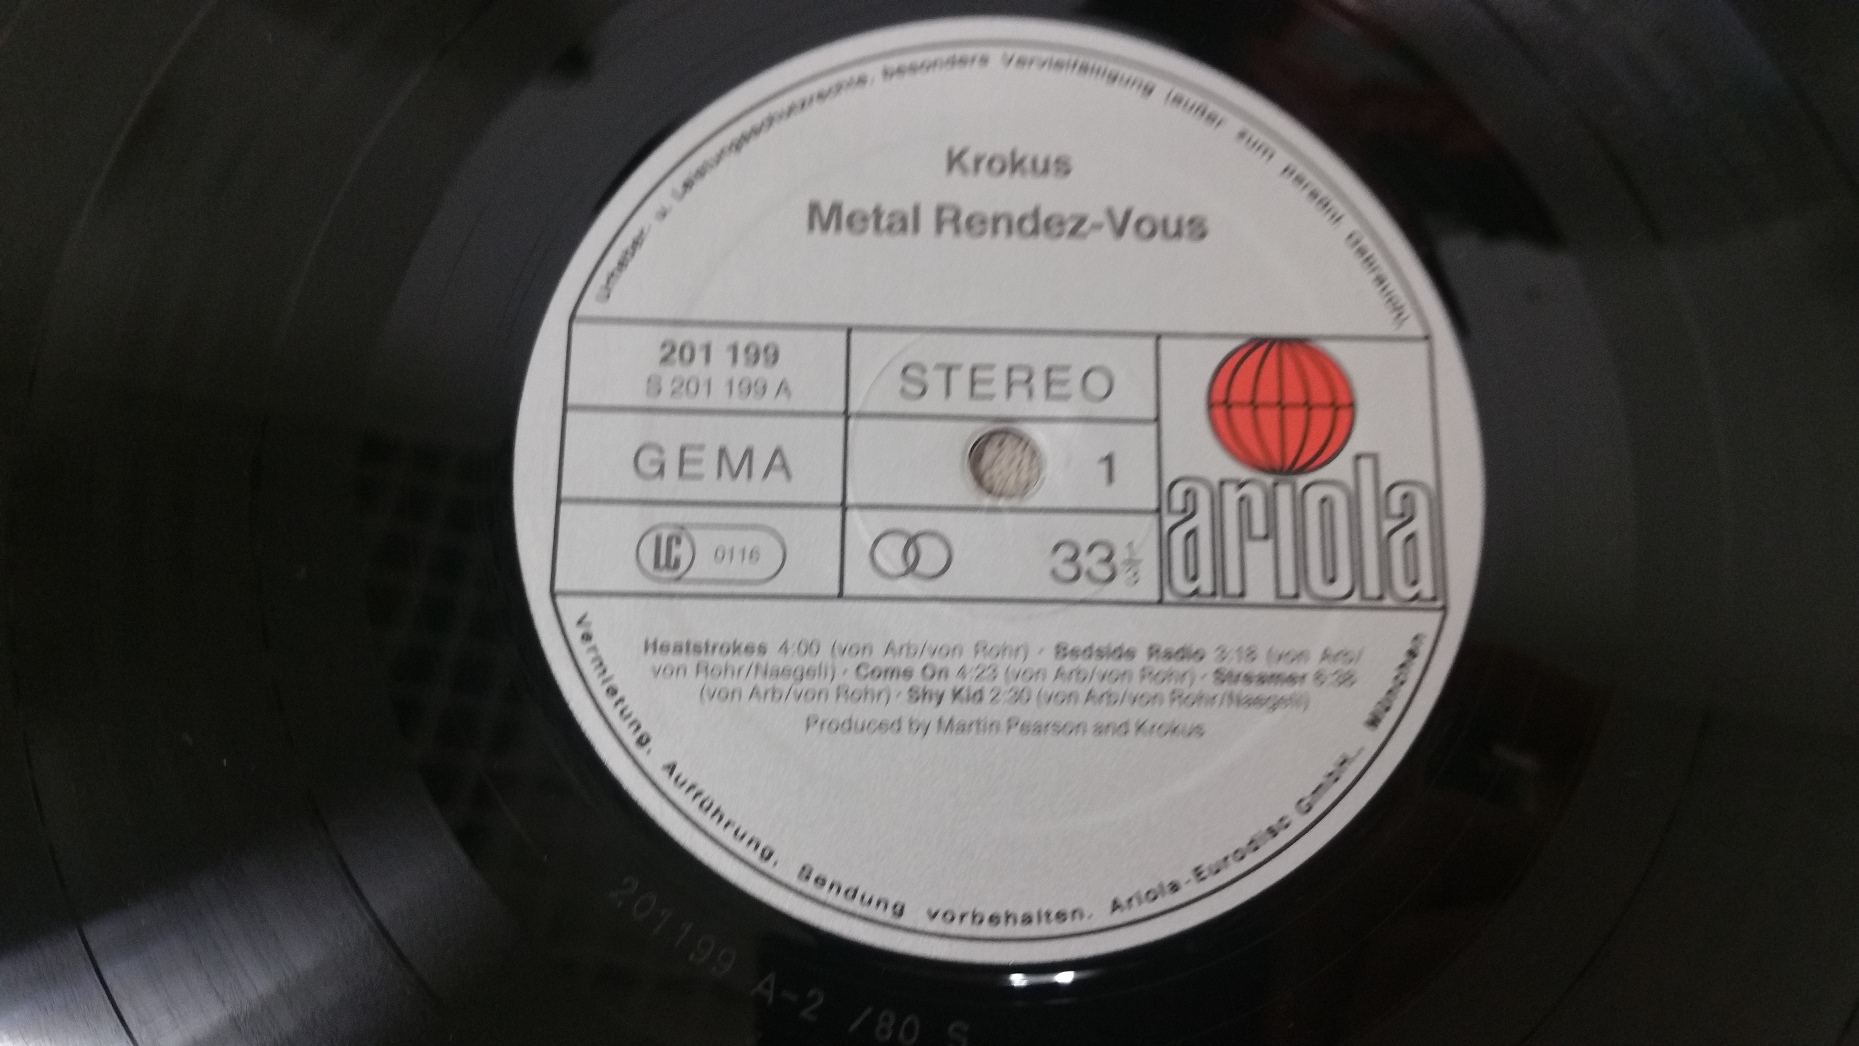 Urheber- u. Leistungsschutzrechte, besonders Vervielfältigung (außer zum persönl. Gebrauch),
Krokus
Metal Rendez-Vous
201 199
S 201 199 A
STEREO
GEMA
1
LC 0116
33 1/3
ariola
Heatstrokes 4:00 (von Arb/von Rohr) · Bedside Radio 3:18 (von Arb/
von Rohr/Naegeli) · Come On 4:23 (von Arb/von Rohr) · Streamer 6:38
(von Arb/von Rohr) · Shy Kid 2:30 (von Arb/von Rohr/Naegeli)
Produced by Martin Pearson and Krokus
Vermietung, Aufführung, Sendung vorbehalten. Ariola-Eurodisc GmbH., München
201199 A-2 /80 S